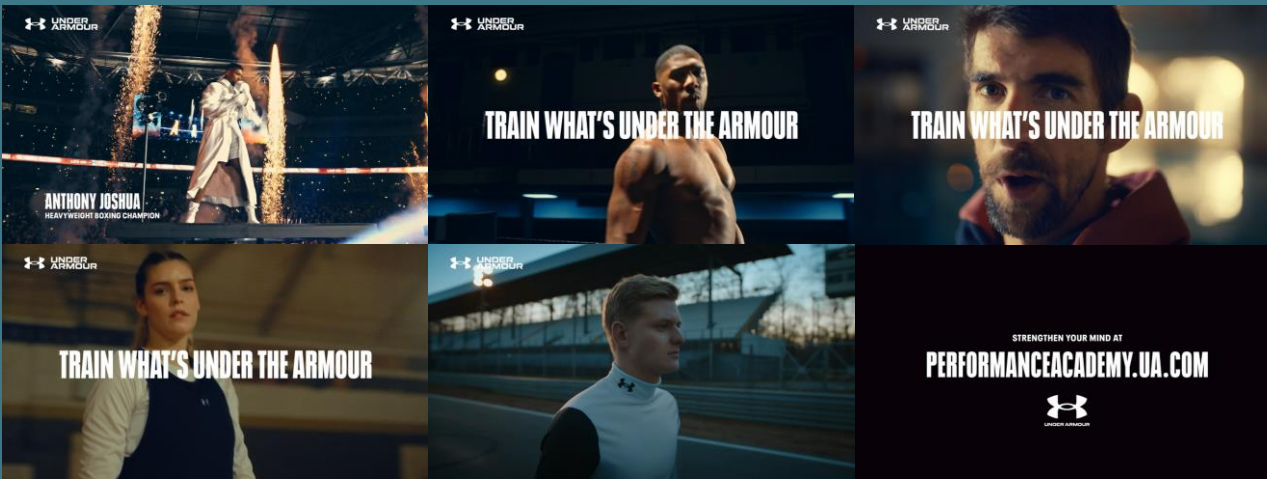 UNDER
ARMOUR
ANTHONY JOSHUA
HEAVYWEIGHT BOXING CHAMPION
UNDER
ARMOUR
TRAIN WHAT'S UNDER THE ARMOUR
UNDER
ARMOUR
TRAIN WHAT'S UNDER THE ARMOUR
UNDER
ARMOUR
TRAIN WHAT'S UNDER THE ARMOUR
UNDER
ARMOUR
STRENGTHEN YOUR MIND AT
PERFORMANCEACADEMY.UA.COM
UNDER ARMOUR